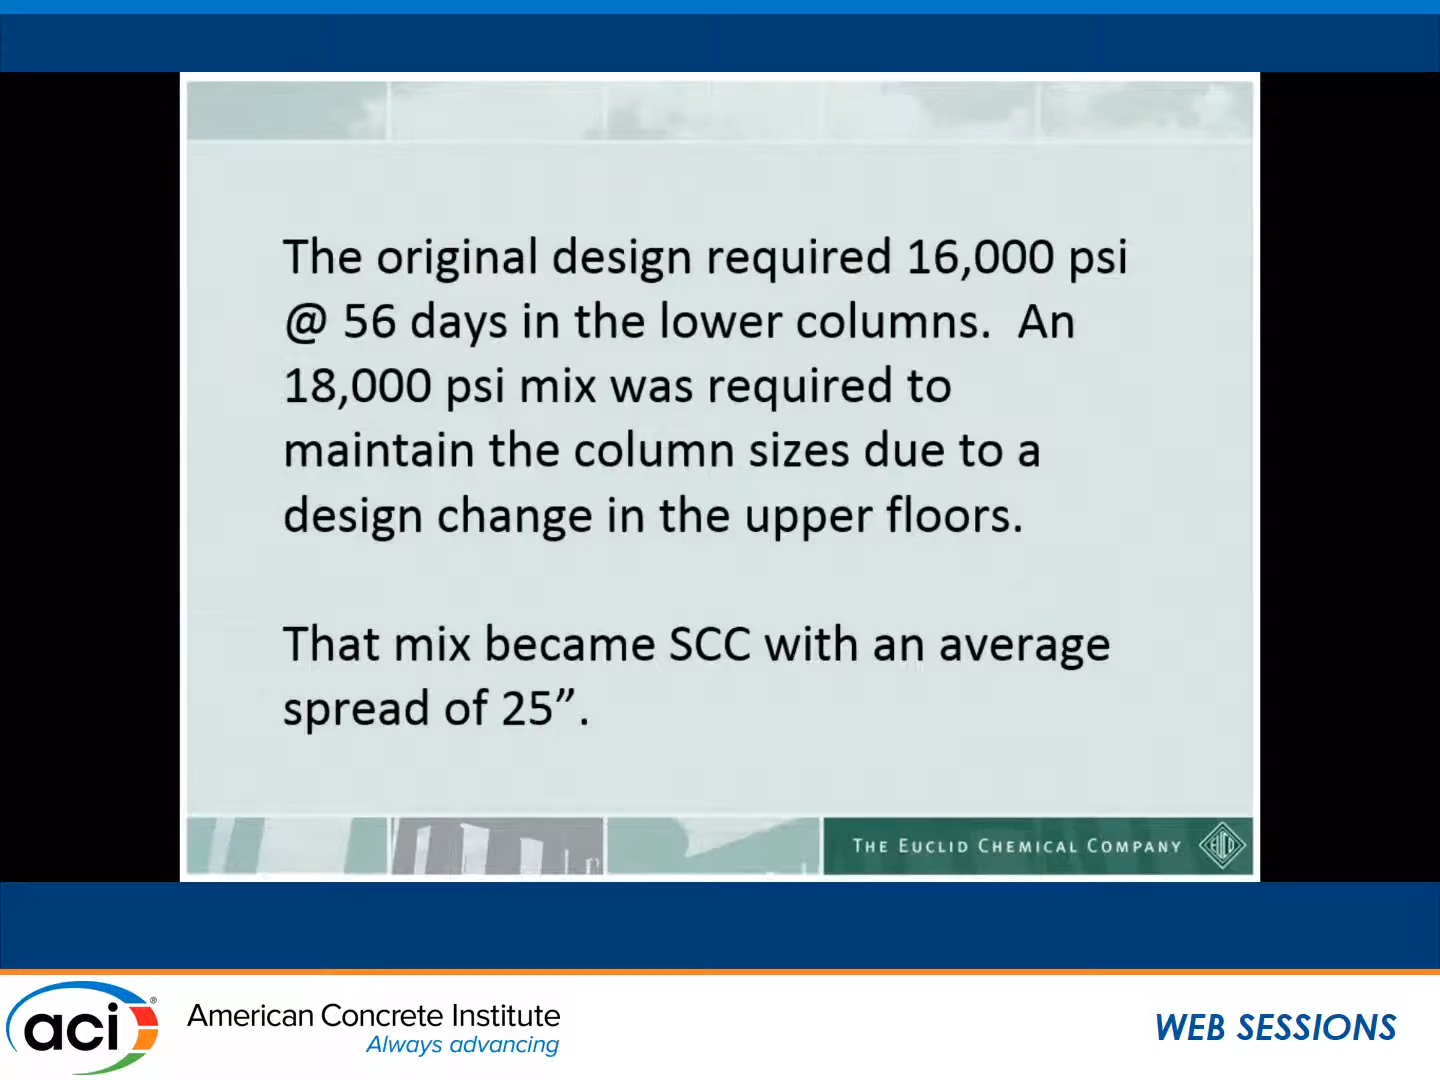 The original design required 16,000 psi
@ 56 days in the lower columns.  An
18,000 psi mix was required to
maintain the column sizes due to a
design change in the upper floors.
That mix became SCC with an average
spread of 25”.
THE EUCLID CHEMICAL COMPANY
EUCO
aci®
American Concrete Institute
Always advancing
WEB SESSIONS